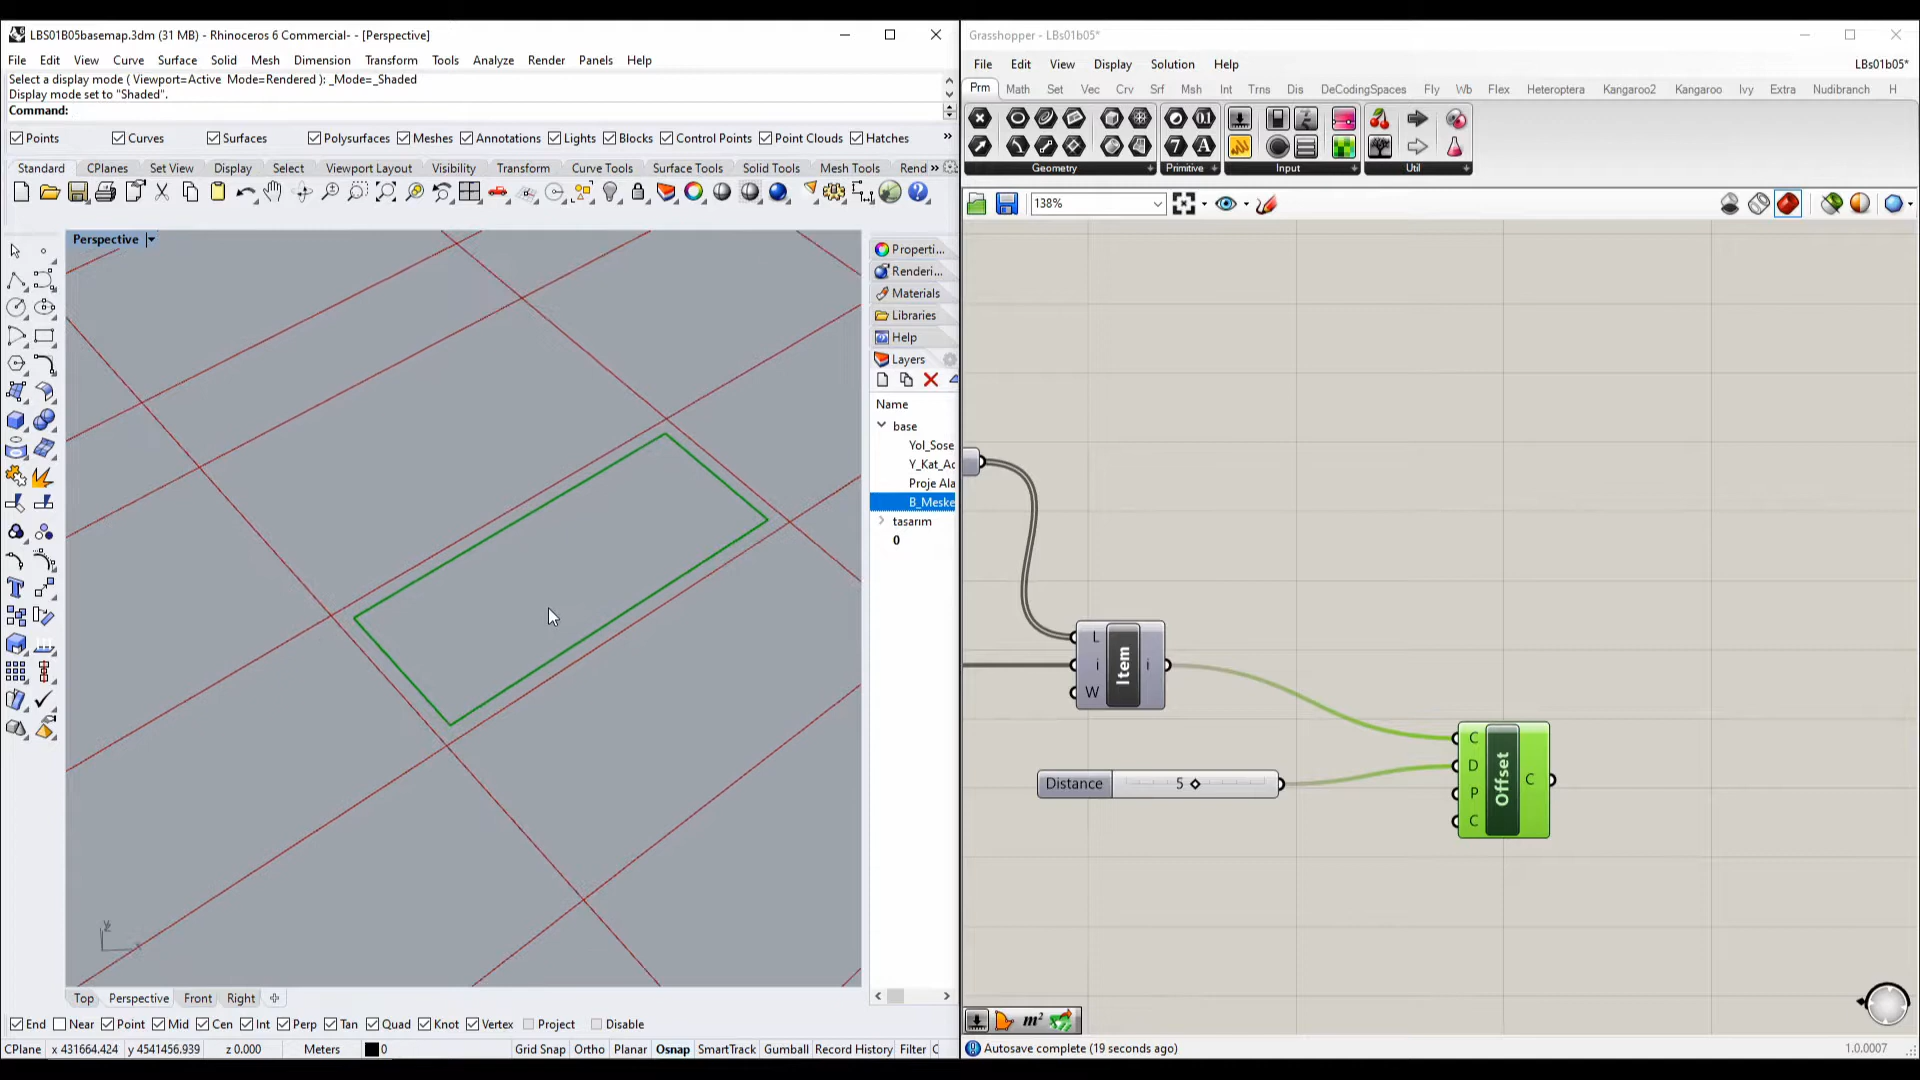 LBS01B05basemap.3dm (31 MB) - Rhinoceros 6 Commercial- - [Perspective]
File Edit View Curve Surface Solid Mesh Dimension Transform Tools Analyze Render Panels Help
Select a display mode ( Viewport=Active Mode=Rendered ): _Mode=_Shaded
Display mode set to "Shaded".
Command:
Points Curves Surfaces Polysurfaces Meshes Annotations Lights Blocks Control Points Point Clouds Hatches
Standard CPlanes Set View Display Select Viewport Layout Visibility Transform Curve Tools Surface Tools Solid Tools Mesh Tools Rend
Perspective
Properti...
Renderi...
Materials
Libraries
Help
Layers
Name
base
Yol_Sose
Y_Kat_Ac
Proje Ala
B_Meske
tasarım
0
y
x
Top Perspective Front Right
End Near Point Mid Cen Int Perp Tan Quad Knot Vertex Project Disable
CPlane x 431664.424 y 4541456.939 z 0.000 Meters 0 Grid Snap Ortho Planar Osnap SmartTrack Gumball Record History Filter C
Grasshopper - LBs01b05*
File Edit View Display Solution Help LBs01b05*
Prm Math Set Vec Crv Srf Msh Int Trns Dis DeCodingSpaces Fly Wb Flex Heteroptera Kangaroo2 Kangaroo Ivy Extra Nudibranch H
Geometry Primitive Input Util
138%
L
i
W
Item
i
Distance 5
C
D
P
C
Offset
C
m²
Autosave complete (19 seconds ago) 1.0.0007